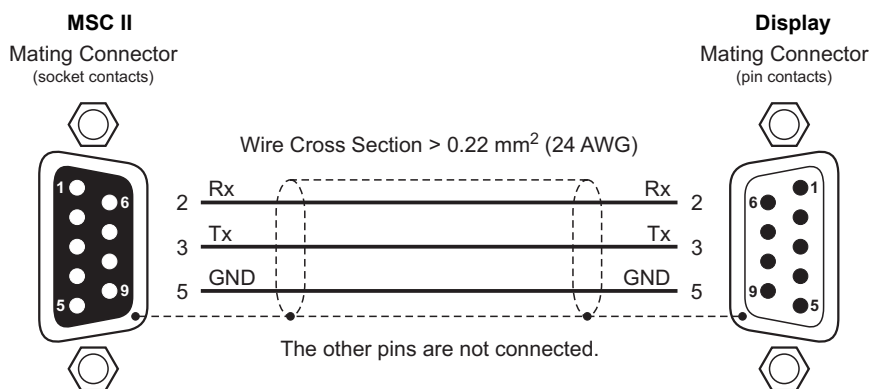 MSC II
Mating Connector
(socket contacts)
Display
Mating Connector
(pin contacts)
Wire Cross Section > 0.22 mm² (24 AWG)
1
6
5
9
2 Rx Rx 2
3 Tx Tx 3
5 GND GND 5
1
6
9
5
The other pins are not connected.